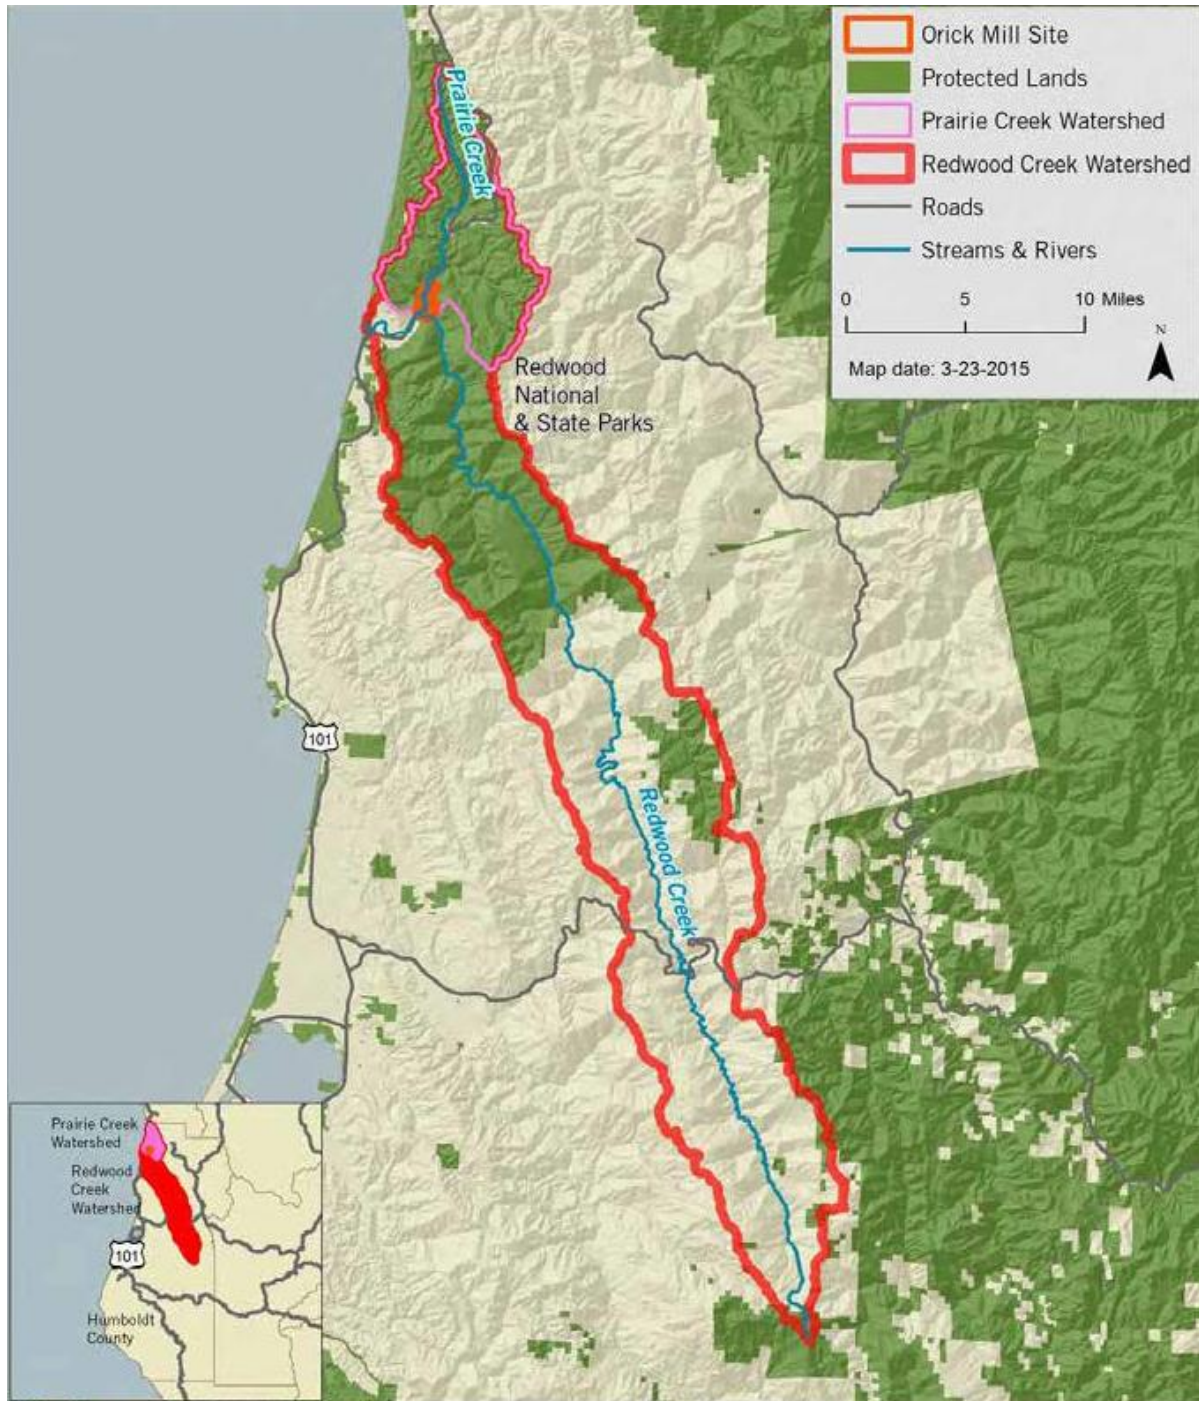 Orick Mill Site
Protected Lands
Prairie Creek Watershed
Redwood Creek Watershed
Roads
Streams & Rivers
0 5 10 Miles
N
Map date: 3-23-2015
Prairie Creek
Redwood
National
& State Parks
101
Redwood Creek
Prairie Creek
Watershed
Redwood
Creek
Watershed
101
Humboldt
County